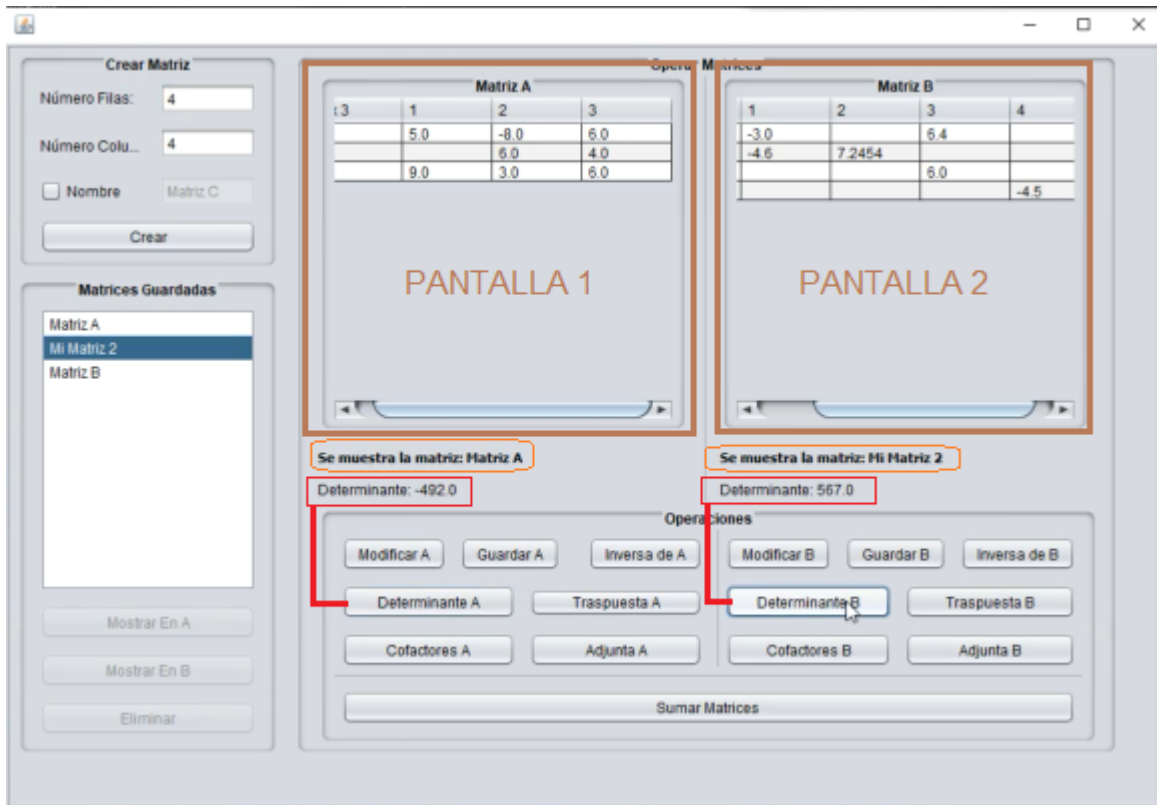 Crear Matriz
Número Filas: 4
Número Colu... 4
Nombre Matriz C
Crear
Matrices Guardadas
Matriz A
Mi Matriz 2
Matriz B
Mostrar En A
Mostrar En B
Eliminar
Matrices
Matriz A
3 1 2 3
5.0 -8.0 6.0
6.0 4.0
9.0 3.0 6.0
PANTALLA 1
Matriz B
1 2 3 4
-3.0 6.4
-4.6 7.2454
6.0
-4.5
PANTALLA 2
Se muestra la matriz: Matriz A
Determinante: -492.0
Se muestra la matriz: Mi Matriz 2
Determinante: 567.0
Operaciones
Modificar A Guardar A Inversa de A Modificar B Guardar B Inversa de B
Determinante A Traspuesta A Determinante B Traspuesta B
Cofactores A Adjunta A Cofactores B Adjunta B
Sumar Matrices